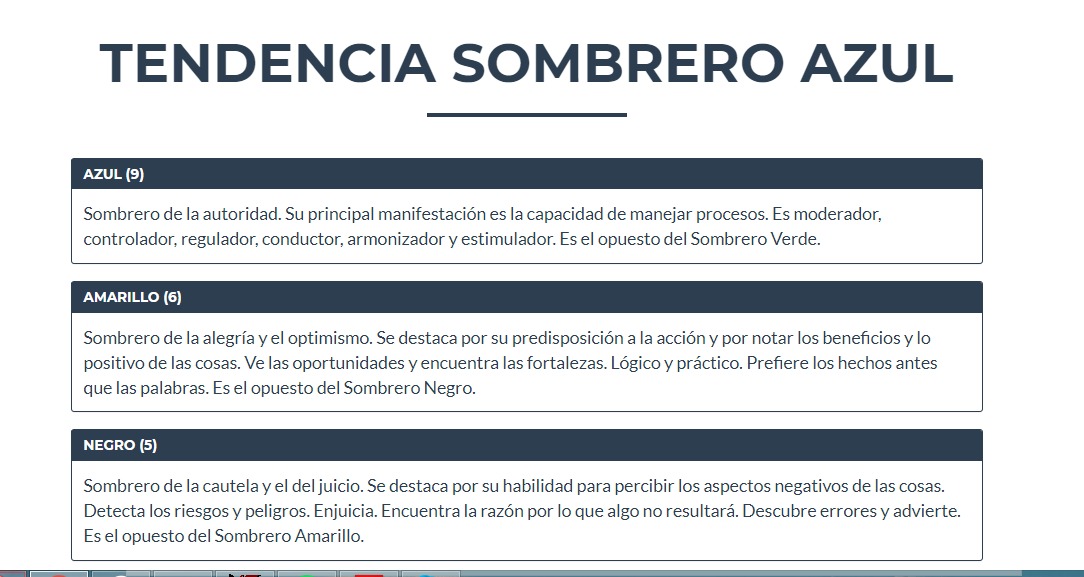 TENDENCIA SOMBRERO AZUL
AZUL (9)
Sombrero de la autoridad. Su principal manifestación es la capacidad de manejar procesos. Es moderador,
controlador, regulador, conductor, armonizador y estimulador. Es el opuesto del Sombrero Verde.
AMARILLO (6)
Sombrero de la alegría y el optimismo. Se destaca por su predisposición a la acción y por notar los beneficios y lo
positivo de las cosas. Ve las oportunidades y encuentra las fortalezas. Lógico y práctico. Prefiere los hechos antes
que las palabras. Es el opuesto del Sombrero Negro.
NEGRO (5)
Sombrero de la cautela y el del juicio. Se destaca por su habilidad para percibir los aspectos negativos de las cosas.
Detecta los riesgos y peligros. Enjuicia. Encuentra la razón por lo que algo no resultará. Descubre errores y advierte.
Es el opuesto del Sombrero Amarillo.